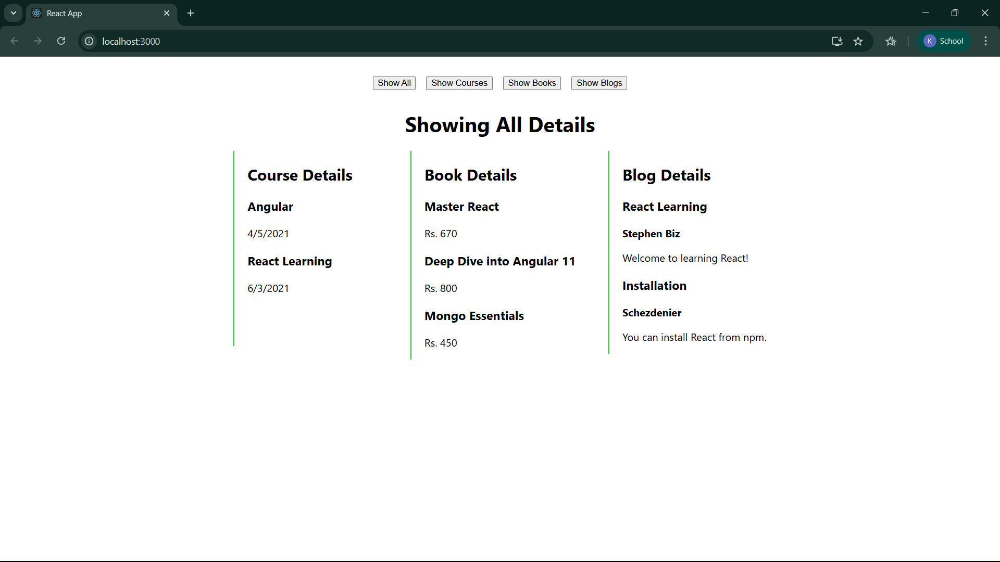 React App
localhost:3000
K School
Show All Show Courses Show Books Show Blogs
Showing All Details
Course Details
Angular
4/5/2021
React Learning
6/3/2021
Book Details
Master React
Rs. 670
Deep Dive into Angular 11
Rs. 800
Mongo Essentials
Rs. 450
Blog Details
React Learning
Stephen Biz
Welcome to learning React!
Installation
Schezdenier
You can install React from npm.